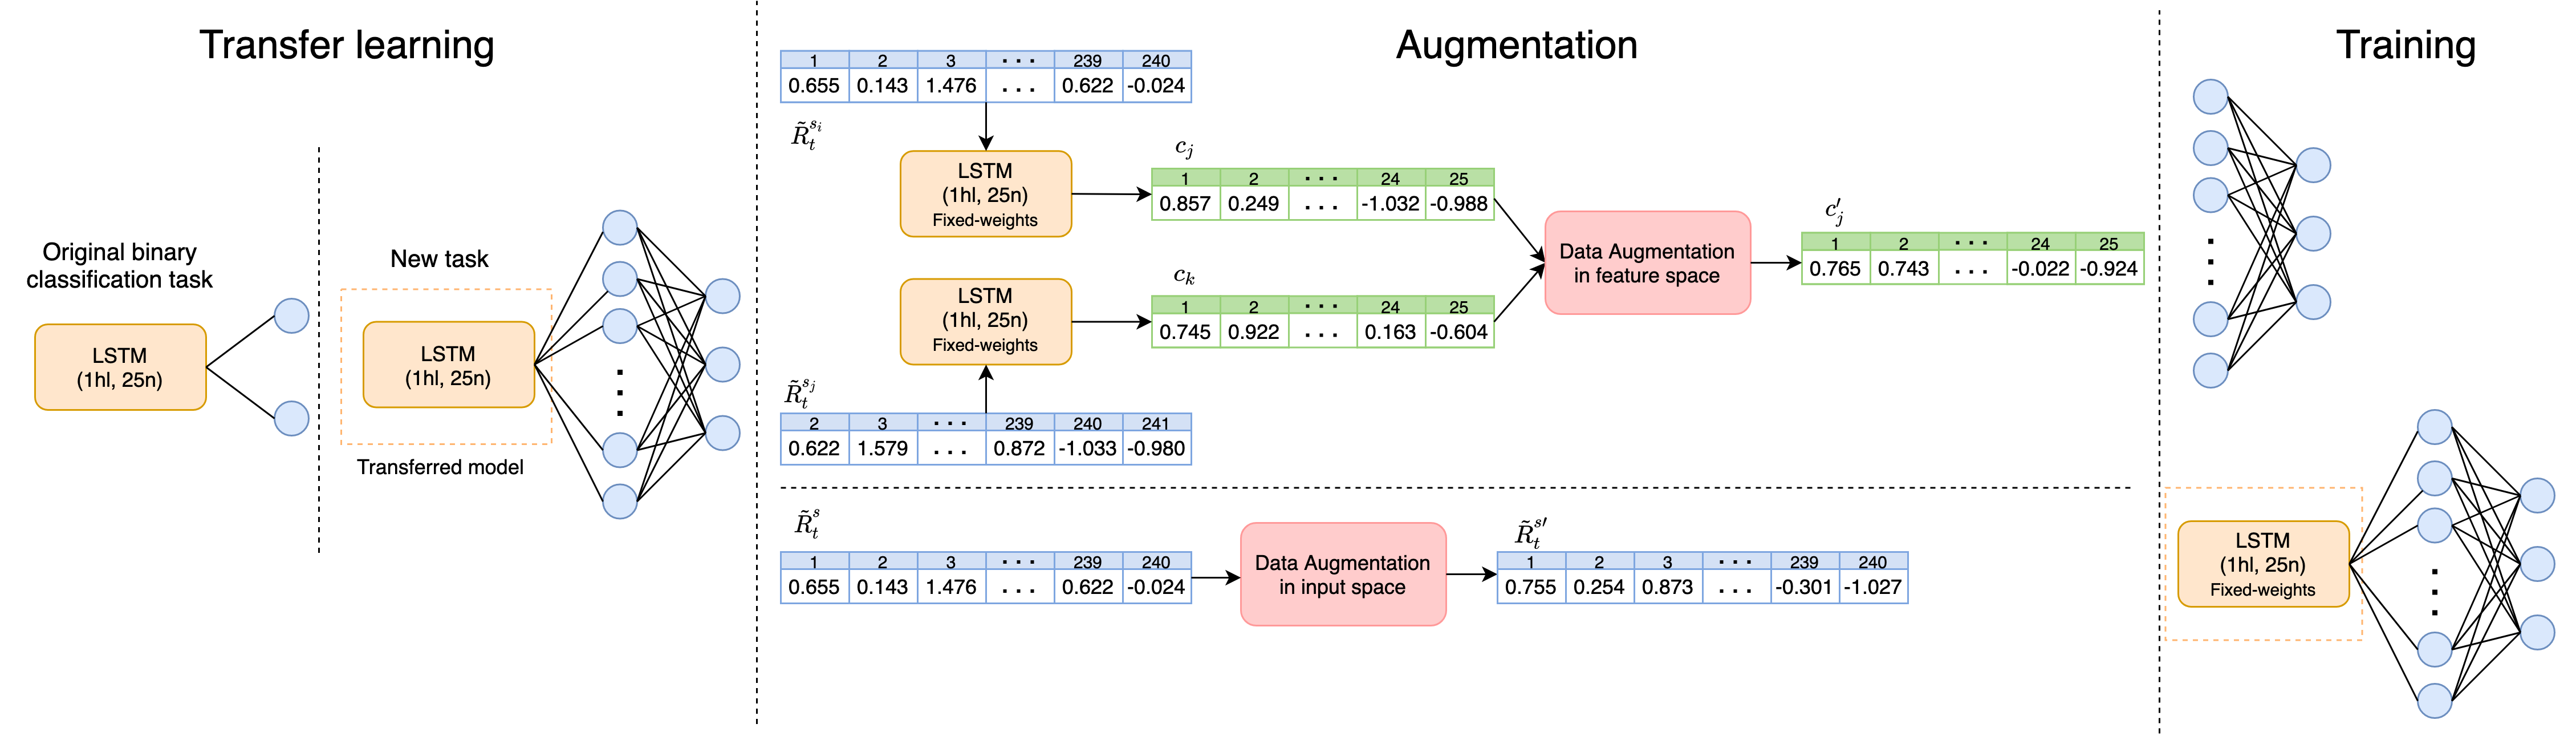 Transfer learning
Original binary
classification task
LSTM
(1hl, 25n)
New task
LSTM
(1hl, 25n)
Transferred model
Augmentation
1 2 3 ... 239 240
0.655 0.143 1.476 ... 0.622 -0.024
R̃_t^{s_i}
LSTM
(1hl, 25n)
Fixed-weights
c_j
1 2 ... 24 25
0.857 0.249 ... -1.032 -0.988
LSTM
(1hl, 25n)
Fixed-weights
c_k
1 2 ... 24 25
0.745 0.922 ... 0.163 -0.604
R̃_t^{s_j}
2 3 ... 239 240 241
0.622 1.579 ... 0.872 -1.033 -0.980
Data Augmentation
in feature space
c'_j
1 2 ... 24 25
0.765 0.743 ... -0.022 -0.924
R̃_t^s
1 2 3 ... 239 240
0.655 0.143 1.476 ... 0.622 -0.024
Data Augmentation
in input space
R̃_t^{s'}
1 2 3 ... 239 240
0.755 0.254 0.873 ... -0.301 -1.027
Training
LSTM
(1hl, 25n)
Fixed-weights